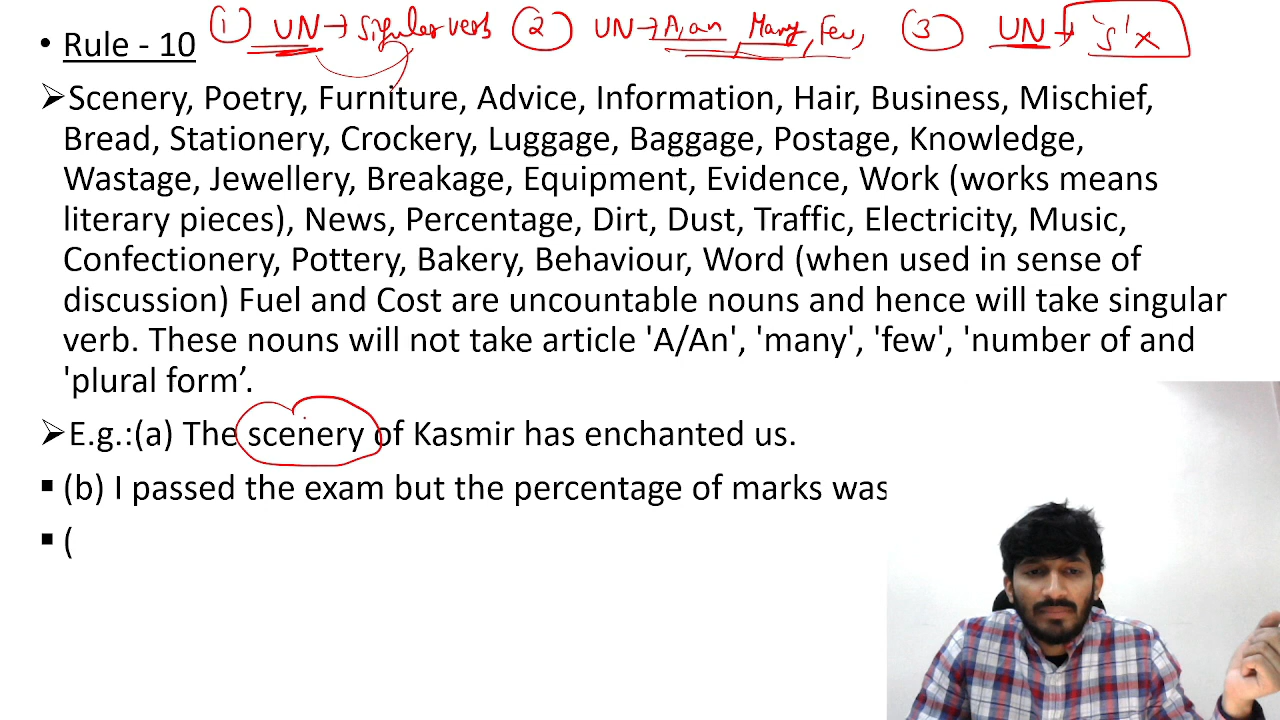 • Rule - 10 ① UN→ Singular verb ② UN→ A, an Many, Few, ③ UN→ 's' x
➢Scenery, Poetry, Furniture, Advice, Information, Hair, Business, Mischief,
Bread, Stationery, Crockery, Luggage, Baggage, Postage, Knowledge,
Wastage, Jewellery, Breakage, Equipment, Evidence, Work (works means
literary pieces), News, Percentage, Dirt, Dust, Traffic, Electricity, Music,
Confectionery, Pottery, Bakery, Behaviour, Word (when used in sense of
discussion) Fuel and Cost are uncountable nouns and hence will take singular
verb. These nouns will not take article 'A/An', 'many', 'few', 'number of and
'plural form’.
➢E.g.:(a) The scenery of Kasmir has enchanted us.
▪ (b) I passed the exam but the percentage of marks was
▪ (